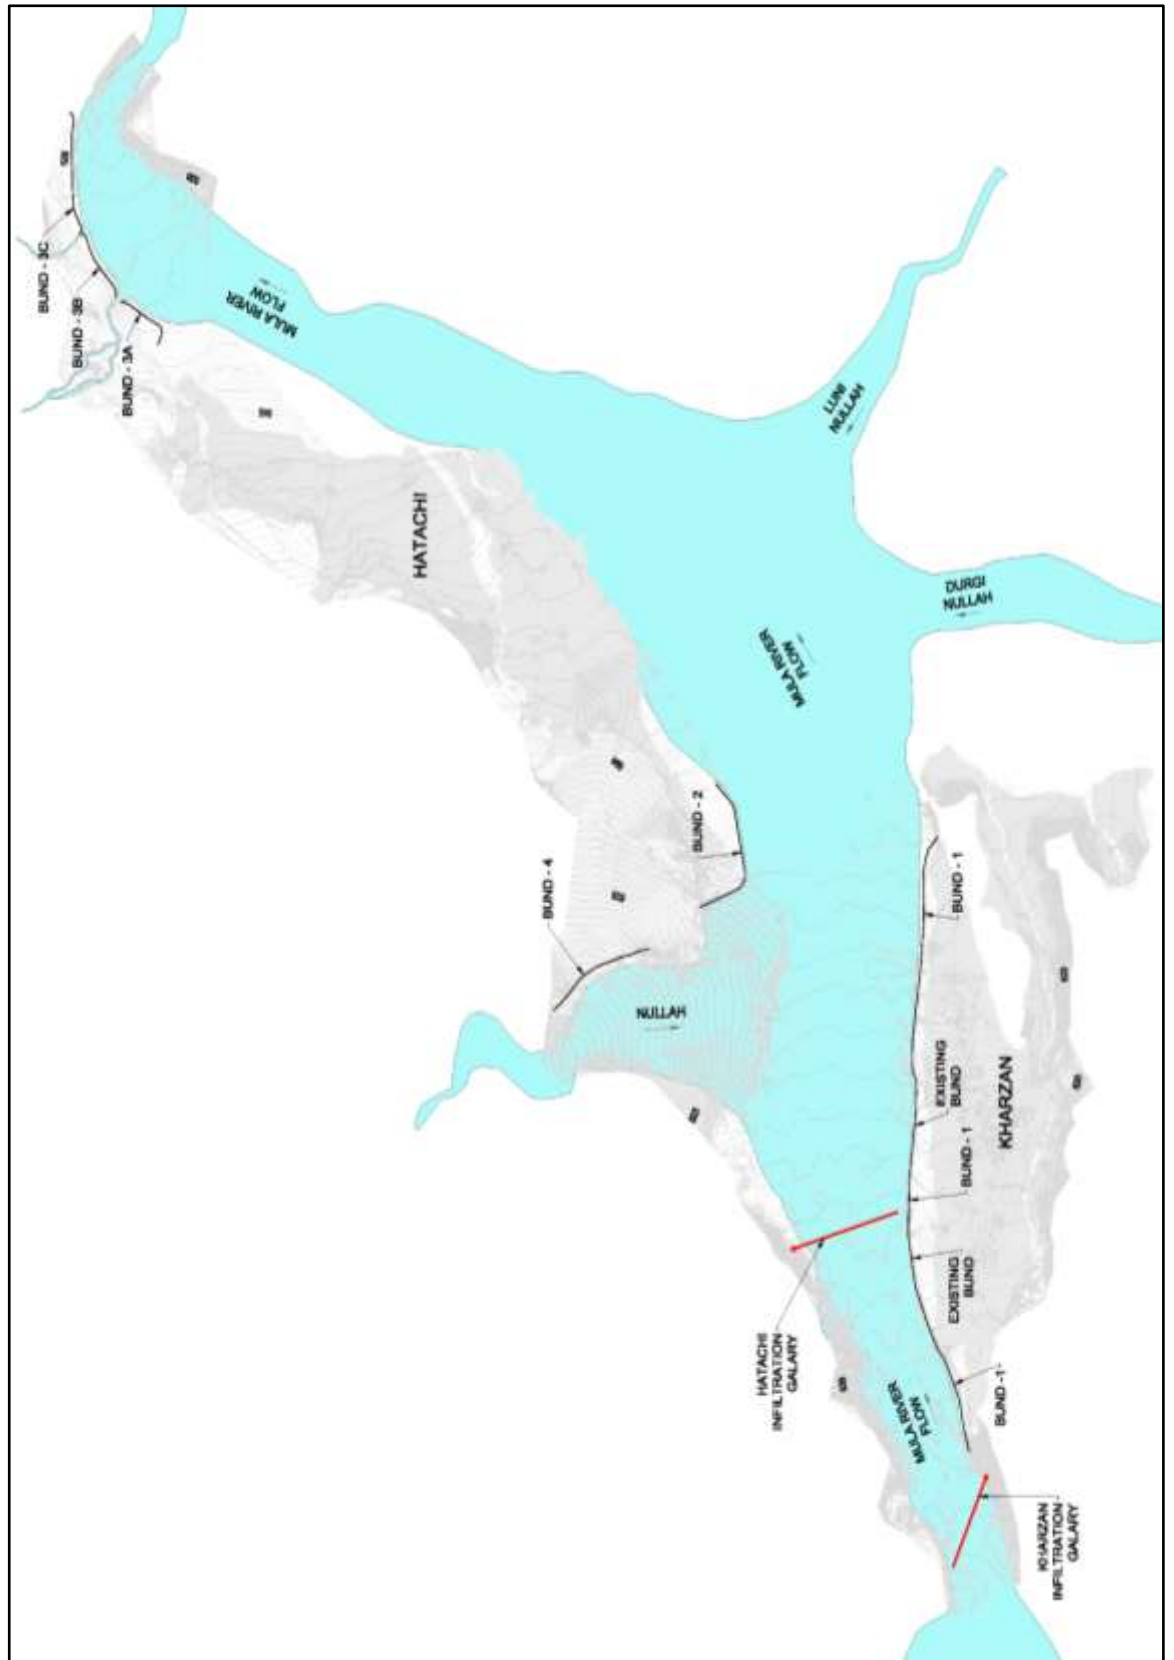 BUND - 3C
BUND - 3B
BUND - 3A
MULA RIVER
FLOW
LUNI
NULLAH
HATACHI
DURGI
NULLAH
MULA RIVER
FLOW
BUND - 2
BUND - 4
BUND - 1
NULLAH
EXISTING
BUND
KHARZAN
BUND - 1
EXISTING
BUND
HATACHI
INFILTRATION
GALARY
MULA RIVER
FLOW
BUND -1
KHARZAN
INFILTRATION
GALARY